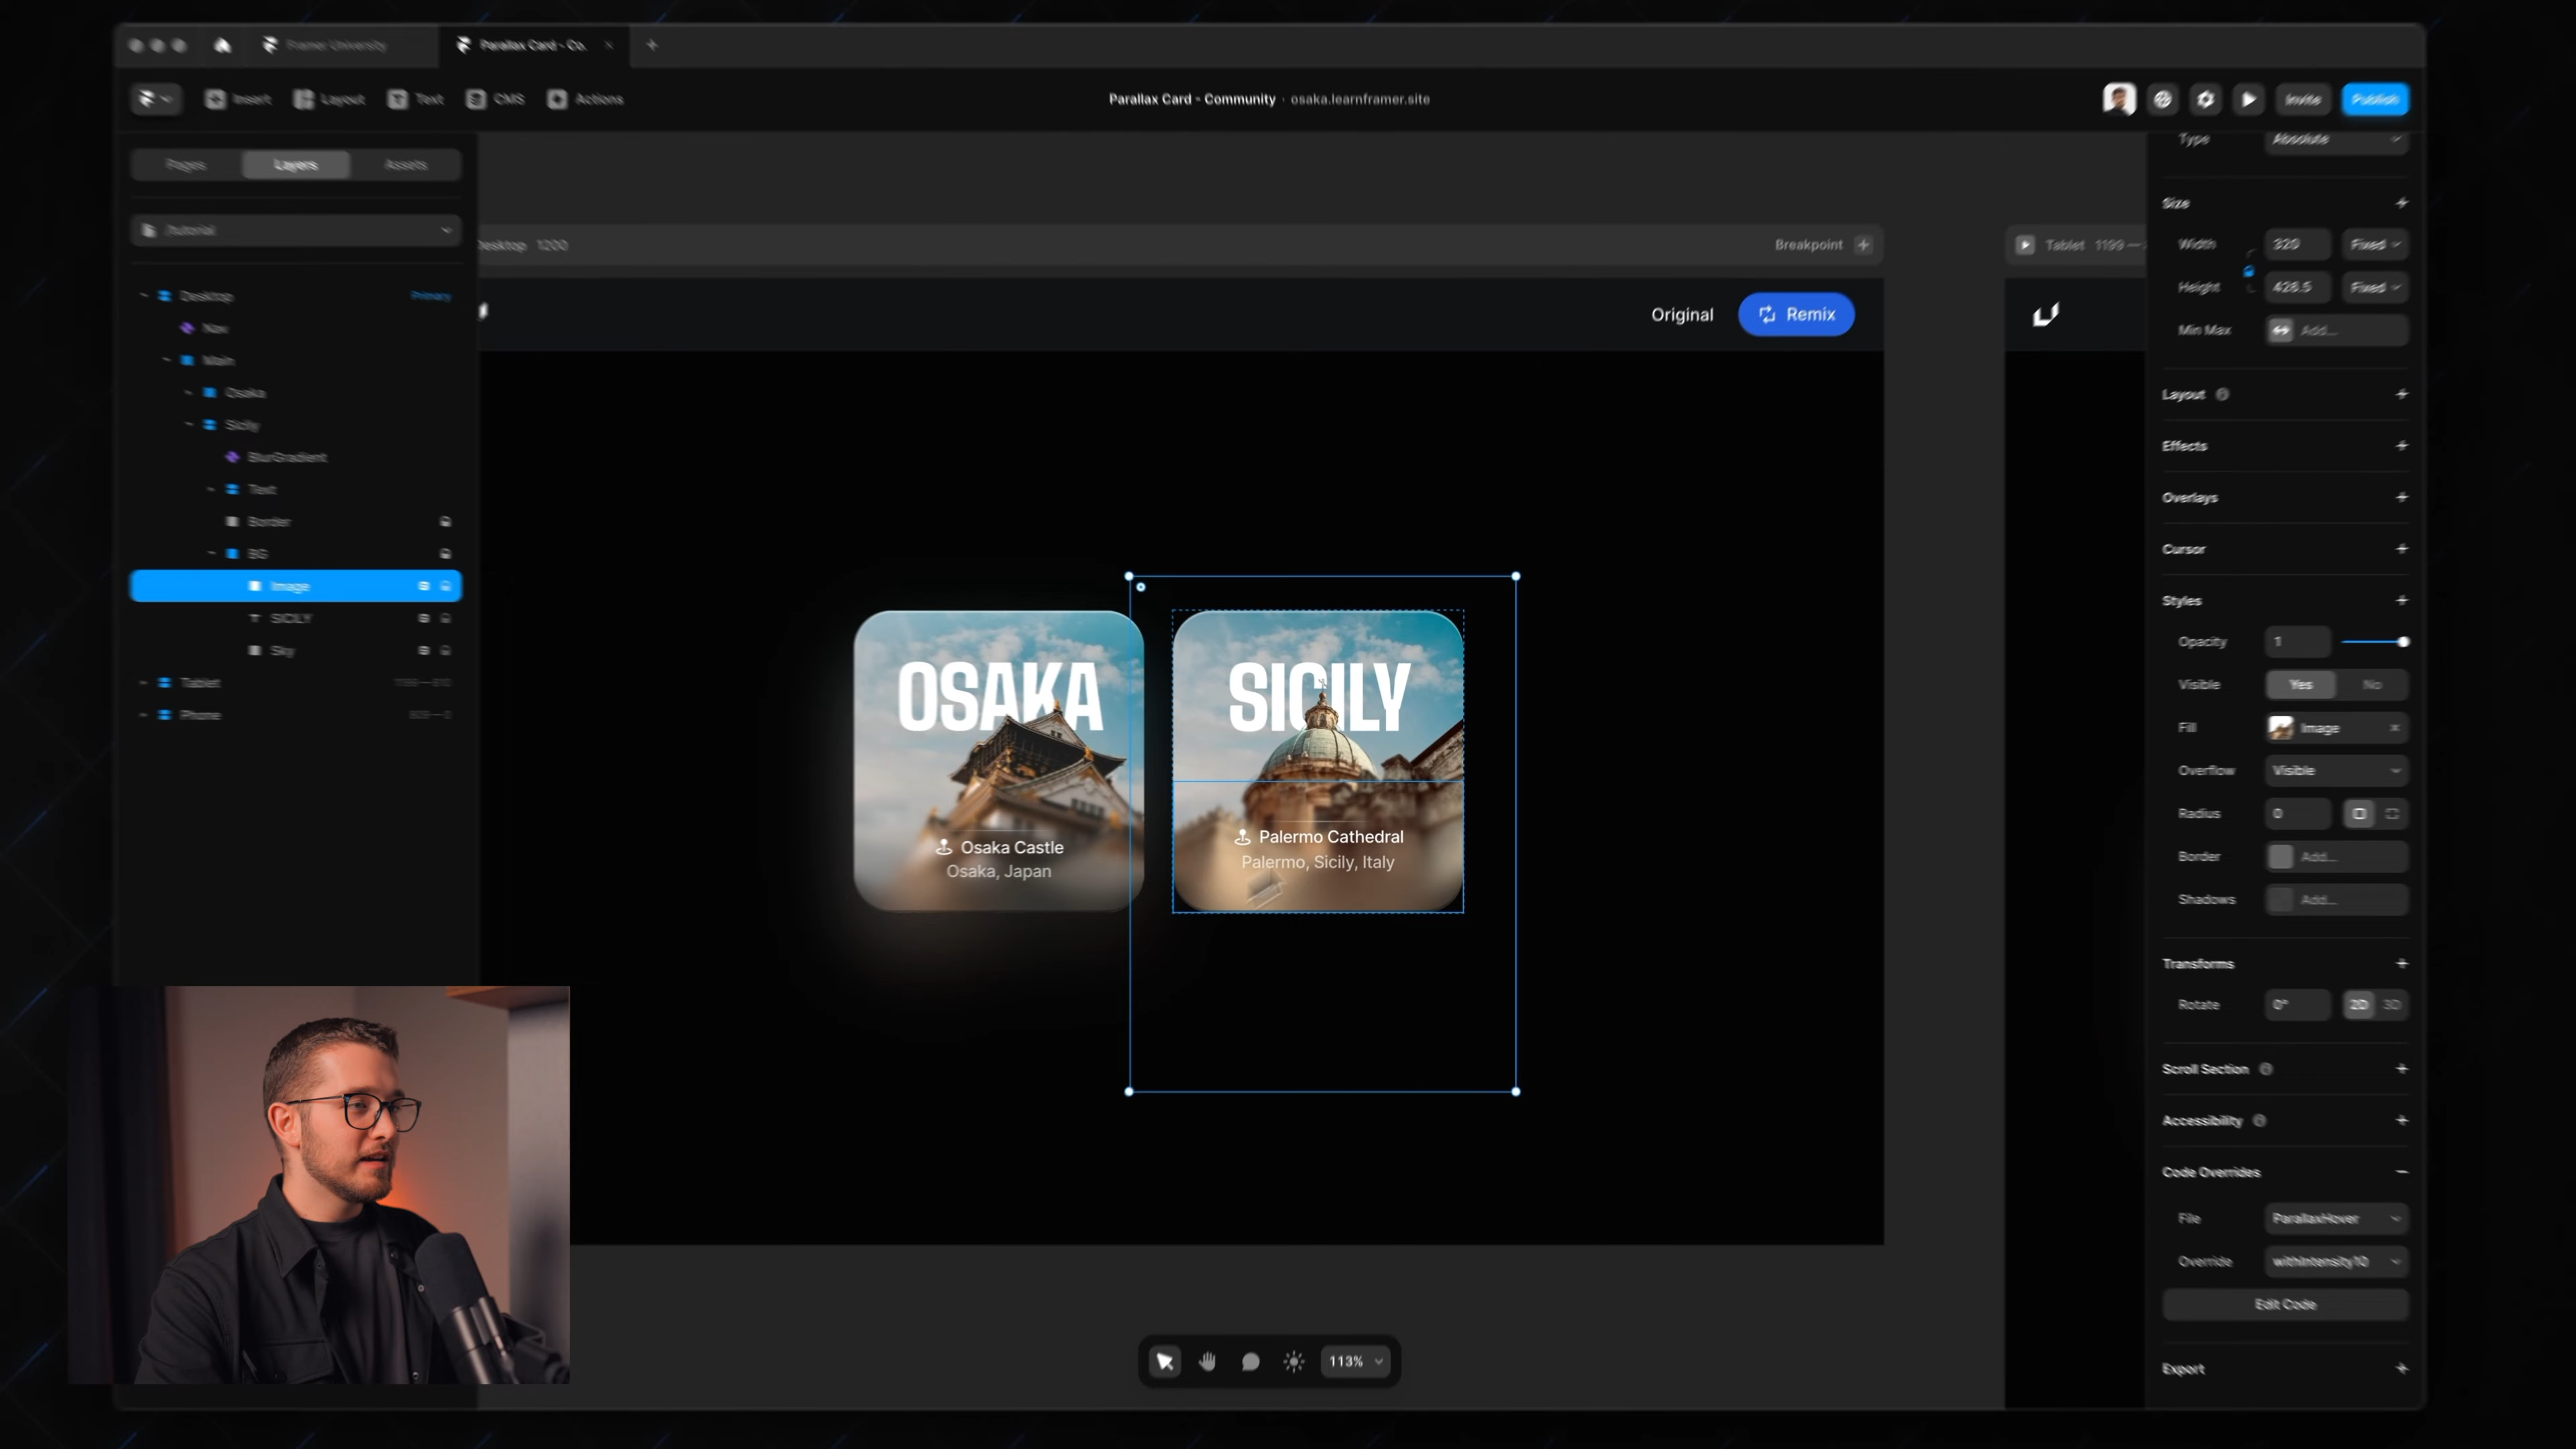 Framer University
Parallax Card - Co.
Insert
Layout
Text
CMS
Actions
Parallax Card - Community · osaka.learnframer.site
Invite
Publish
Pages
Layers
Assets
/tutorial
Desktop
Primary
Nav
Main
Osaka
Sicily
BlurGradient
Text
Border
BG
Image
SICILY
Sky
Tablet
Phone
Desktop 1200
Breakpoint
Original
Remix
OSAKA
Osaka Castle
Osaka, Japan
SICILY
Palermo Cathedral
Palermo, Sicily, Italy
113%
Tablet 1199 —
Type
Absolute
Size
Width
320
Fixed
Height
428.5
Fixed
Min Max
Add...
Layout
Effects
Overlays
Cursor
Styles
Opacity
1
Visible
Yes
No
Fill
Image
Overflow
Visible
Radius
0
Border
Add...
Shadows
Add...
Transforms
Rotate
0°
2D
3D
Scroll Section
Accessibility
Code Overrides
File
ParallaxHover
Override
withIntensity10
Edit Code
Export